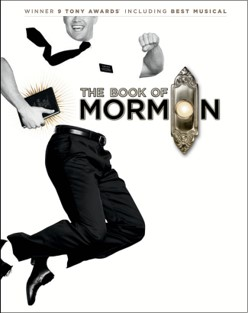 WINNER 9 TONY AWARDS® INCLUDING BEST MUSICAL
THE BOOK OF
MORMON